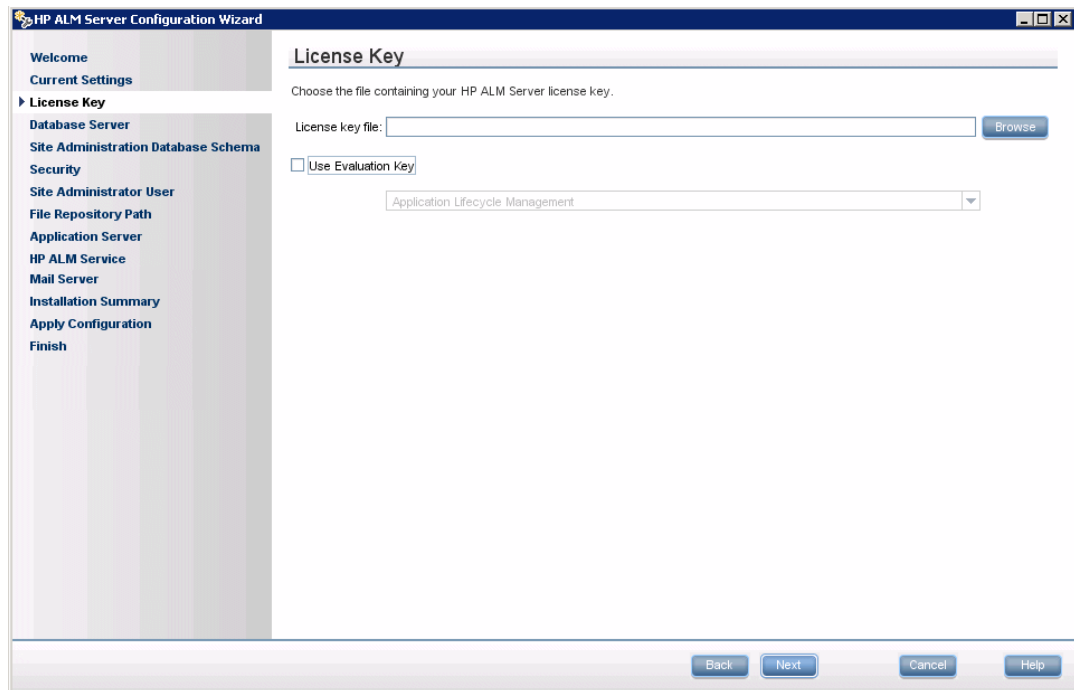 HP ALM Server Configuration Wizard
Welcome
Current Settings
License Key
Database Server
Site Administration Database Schema
Security
Site Administrator User
File Repository Path
Application Server
HP ALM Service
Mail Server
Installation Summary
Apply Configuration
Finish
License Key
Choose the file containing your HP ALM Server license key.
License key file:
Browse
Use Evaluation Key
Application Lifecycle Management
Back
Next
Cancel
Help